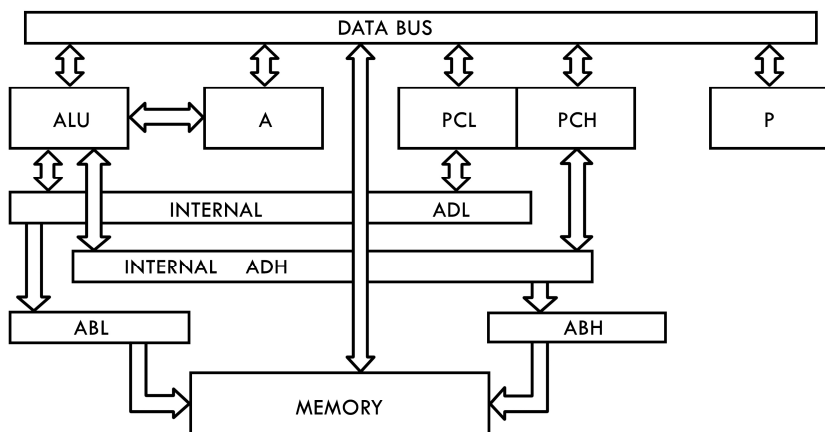 DATA BUS
ALU A PCL PCH P
INTERNAL ADL
INTERNAL ADH
ABL ABH
MEMORY